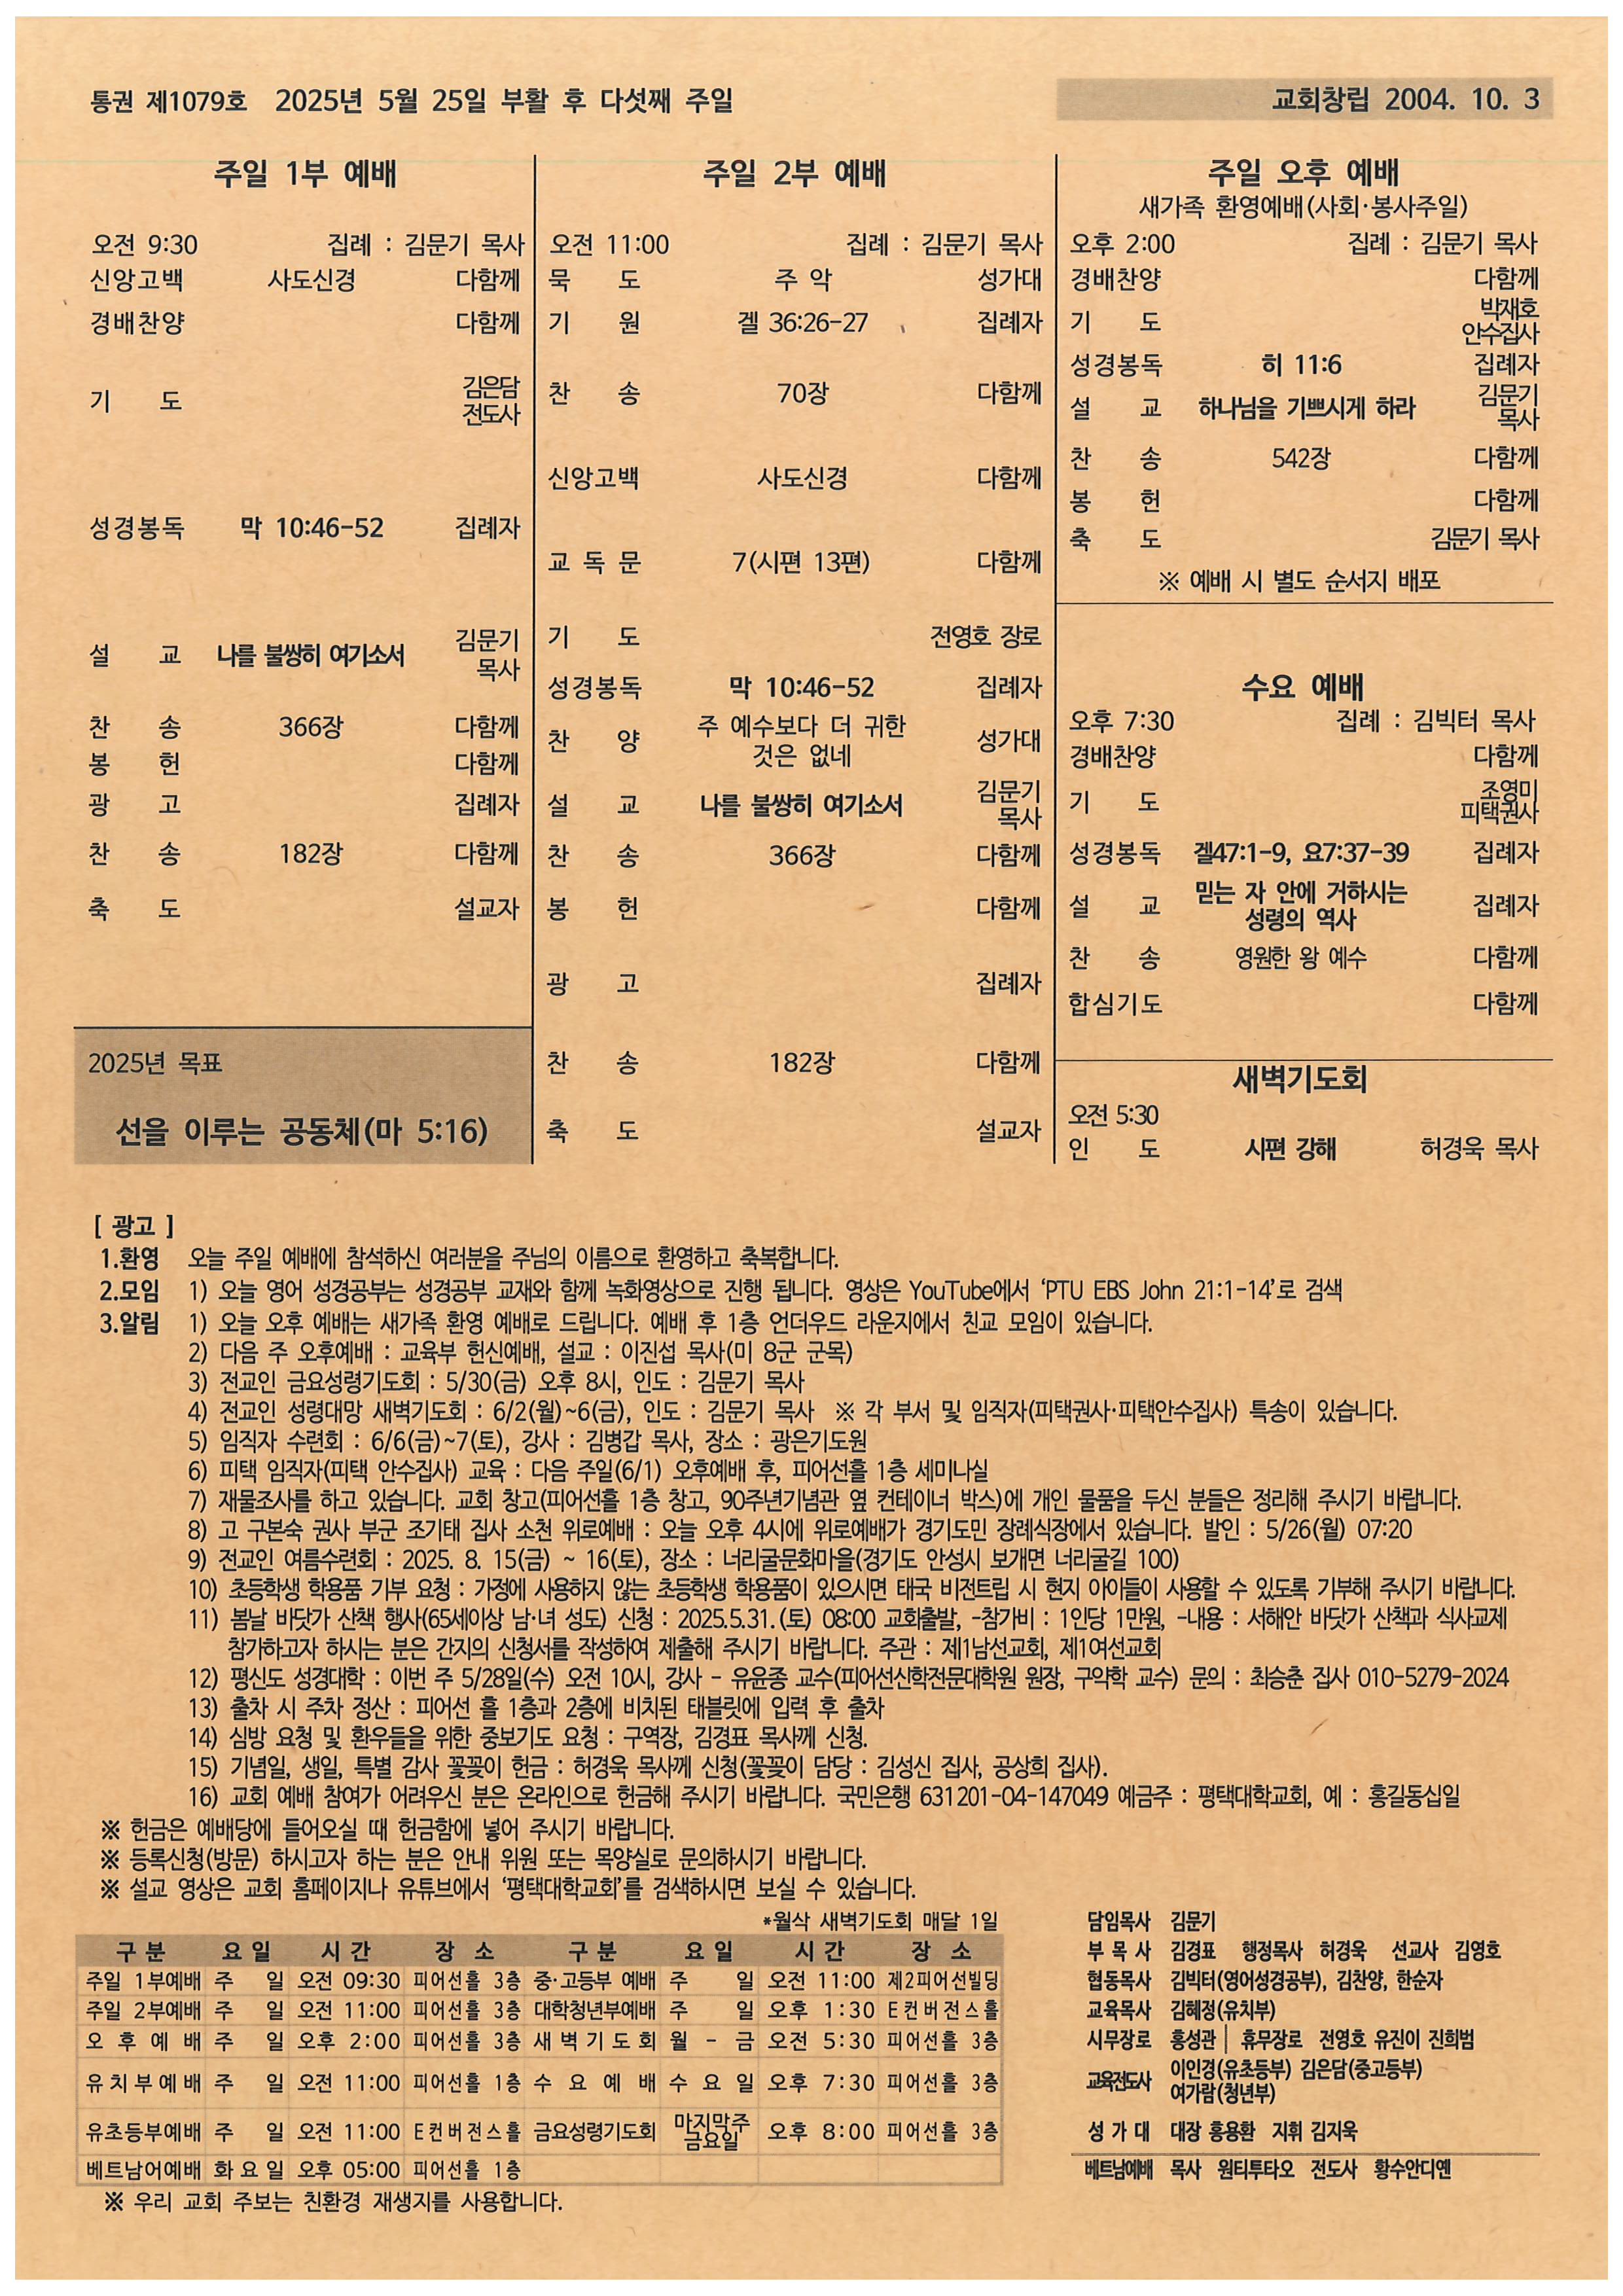 통권 제1079호 2025년 5월 25일 부활 후 다섯째 주일
교회창립 2004. 10. 3
주일 1부 예배
오전 9:30 집례 : 김문기 목사
신앙고백 사도신경 다함께
경배찬양 다함께
기 도 김은담 전도사
성경봉독 막 10:46-52 집례자
설 교 나를 불쌍히 여기소서 김문기 목사
찬 송 366장 다함께
봉 헌 다함께
광 고 집례자
찬 송 182장 다함께
축 도 설교자
2025년 목표
선을 이루는 공동체(마 5:16)
주일 2부 예배
오전 11:00 집례 : 김문기 목사
묵 도 주 악 성가대
기 원 겔 36:26-27 집례자
찬 송 70장 다함께
신앙고백 사도신경 다함께
교 독 문 7(시편 13편) 다함께
기 도 전영호 장로
성경봉독 막 10:46-52 집례자
찬 양 주 예수보다 더 귀한 것은 없네 성가대
설 교 나를 불쌍히 여기소서 김문기 목사
찬 송 366장 다함께
봉 헌 다함께
광 고 집례자
찬 송 182장 다함께
축 도 설교자
주일 오후 예배
새가족 환영예배(사회·봉사주일)
오후 2:00 집례 : 김문기 목사
경배찬양 다함께
기 도 박재호 안수집사
성경봉독 히 11:6 집례자
설 교 하나님을 기쁘시게 하라 김문기 목사
찬 송 542장 다함께
봉 헌 다함께
축 도 김문기 목사
※ 예배 시 별도 순서지 배포
수요 예배
오후 7:30 집례 : 김빅터 목사
경배찬양 다함께
기 도 조영미 피택권사
성경봉독 겔47:1-9, 요7:37-39 집례자
설 교 믿는 자 안에 거하시는 성령의 역사 집례자
찬 송 영원한 왕 예수 다함께
합심기도 다함께
새벽기도회
오전 5:30
인 도 시편 강해 허경욱 목사
[ 광고 ]
1.환영 오늘 주일 예배에 참석하신 여러분을 주님의 이름으로 환영하고 축복합니다.
2.모임 1) 오늘 영어 성경공부는 성경공부 교재와 함께 녹화영상으로 진행 됩니다. 영상은 YouTube에서 ‘PTU EBS John 21:1-14’로 검색
3.알림 1) 오늘 오후 예배는 새가족 환영 예배로 드립니다. 예배 후 1층 언더우드 라운지에서 친교 모임이 있습니다.
2) 다음 주 오후예배 : 교육부 헌신예배, 설교 : 이진섭 목사(미 8군 군목)
3) 전교인 금요성령기도회 : 5/30(금) 오후 8시, 인도 : 김문기 목사
4) 전교인 성령대망 새벽기도회 : 6/2(월)~6(금), 인도 : 김문기 목사 ※ 각 부서 및 임직자(피택권사·피택안수집사) 특송이 있습니다.
5) 임직자 수련회 : 6/6(금)~7(토), 강사 : 김병갑 목사, 장소 : 광은기도원
6) 피택 임직자(피택 안수집사) 교육 : 다음 주일(6/1) 오후예배 후, 피어선홀 1층 세미나실
7) 재물조사를 하고 있습니다. 교회 창고(피어선홀 1층 창고, 90주년기념관 옆 컨테이너 박스)에 개인 물품을 두신 분들은 정리해 주시기 바랍니다.
8) 고 구본숙 권사 부군 조기태 집사 소천 위로예배 : 오늘 오후 4시에 위로예배가 경기도민 장례식장에서 있습니다. 발인 : 5/26(월) 07:20
9) 전교인 여름수련회 : 2025. 8. 15(금) ~ 16(토), 장소 : 너리굴문화마을(경기도 안성시 보개면 너리굴길 100)
10) 초등학생 학용품 기부 요청 : 가정에 사용하지 않는 초등학생 학용품이 있으시면 태국 비전트립 시 현지 아이들이 사용할 수 있도록 기부해 주시기 바랍니다.
11) 봄날 바닷가 산책 행사(65세이상 남·녀 성도) 신청 : 2025.5.31.(토) 08:00 교회출발, -참가비 : 1인당 1만원, -내용 : 서해안 바닷가 산책과 식사교제
참가하고자 하시는 분은 간지의 신청서를 작성하여 제출해 주시기 바랍니다. 주관 : 제1남선교회, 제1여선교회
12) 평신도 성경대학 : 이번 주 5/28일(수) 오전 10시, 강사 - 유윤종 교수(피어선신학전문대학원 원장, 구약학 교수) 문의 : 최승춘 집사 010-5279-2024
13) 출차 시 주차 정산 : 피어선 홀 1층과 2층에 비치된 태블릿에 입력 후 출차
14) 심방 요청 및 환우들을 위한 중보기도 요청 : 구역장, 김경표 목사께 신청.
15) 기념일, 생일, 특별 감사 꽃꽂이 헌금 : 허경욱 목사께 신청(꽃꽂이 담당 : 김성신 집사, 공상희 집사).
16) 교회 예배 참여가 어려우신 분은 온라인으로 헌금해 주시기 바랍니다. 국민은행 631201-04-147049 예금주 : 평택대학교회, 예 : 홍길동십일
※ 헌금은 예배당에 들어오실 때 헌금함에 넣어 주시기 바랍니다.
※ 등록신청(방문) 하시고자 하는 분은 안내 위원 또는 목양실로 문의하시기 바랍니다.
※ 설교 영상은 교회 홈페이지나 유튜브에서 ‘평택대학교회’를 검색하시면 보실 수 있습니다.
*월삭 새벽기도회 매달 1일
구 분 요 일 시 간 장 소 구 분 요 일 시 간 장 소
주일 1부예배 주 일 오전 09:30 피어선홀 3층 중·고등부 예배 주 일 오전 11:00 제2피어선빌딩
주일 2부예배 주 일 오전 11:00 피어선홀 3층 대학청년부예배 주 일 오후 1:30 E컨버전스홀
오 후 예 배 주 일 오후 2:00 피어선홀 3층 새 벽 기 도 회 월 - 금 오전 5:30 피어선홀 3층
유 치 부 예 배 주 일 오전 11:00 피어선홀 1층 수 요 예 배 수 요 일 오후 7:30 피어선홀 3층
유초등부예배 주 일 오전 11:00 E컨버전스홀 금요성령기도회 마지막주 금요일 오후 8:00 피어선홀 3층
베트남어예배 화 요 일 오후 05:00 피어선홀 1층
※ 우리 교회 주보는 친환경 재생지를 사용합니다.
담임목사 김문기
부 목 사 김경표 행정목사 허경욱 선교사 김영호
협동목사 김빅터(영어성경공부), 김찬양, 한순자
교육목사 김혜정(유치부)
시무장로 홍성관 | 휴무장로 전영호 유진이 진희범
교육전도사 이인경(유초등부) 김은담(중고등부)
여가람(청년부)
성 가 대 대장 홍용환 지휘 김지욱
베트남예배 목사 원티투타오 전도사 황수안디옌